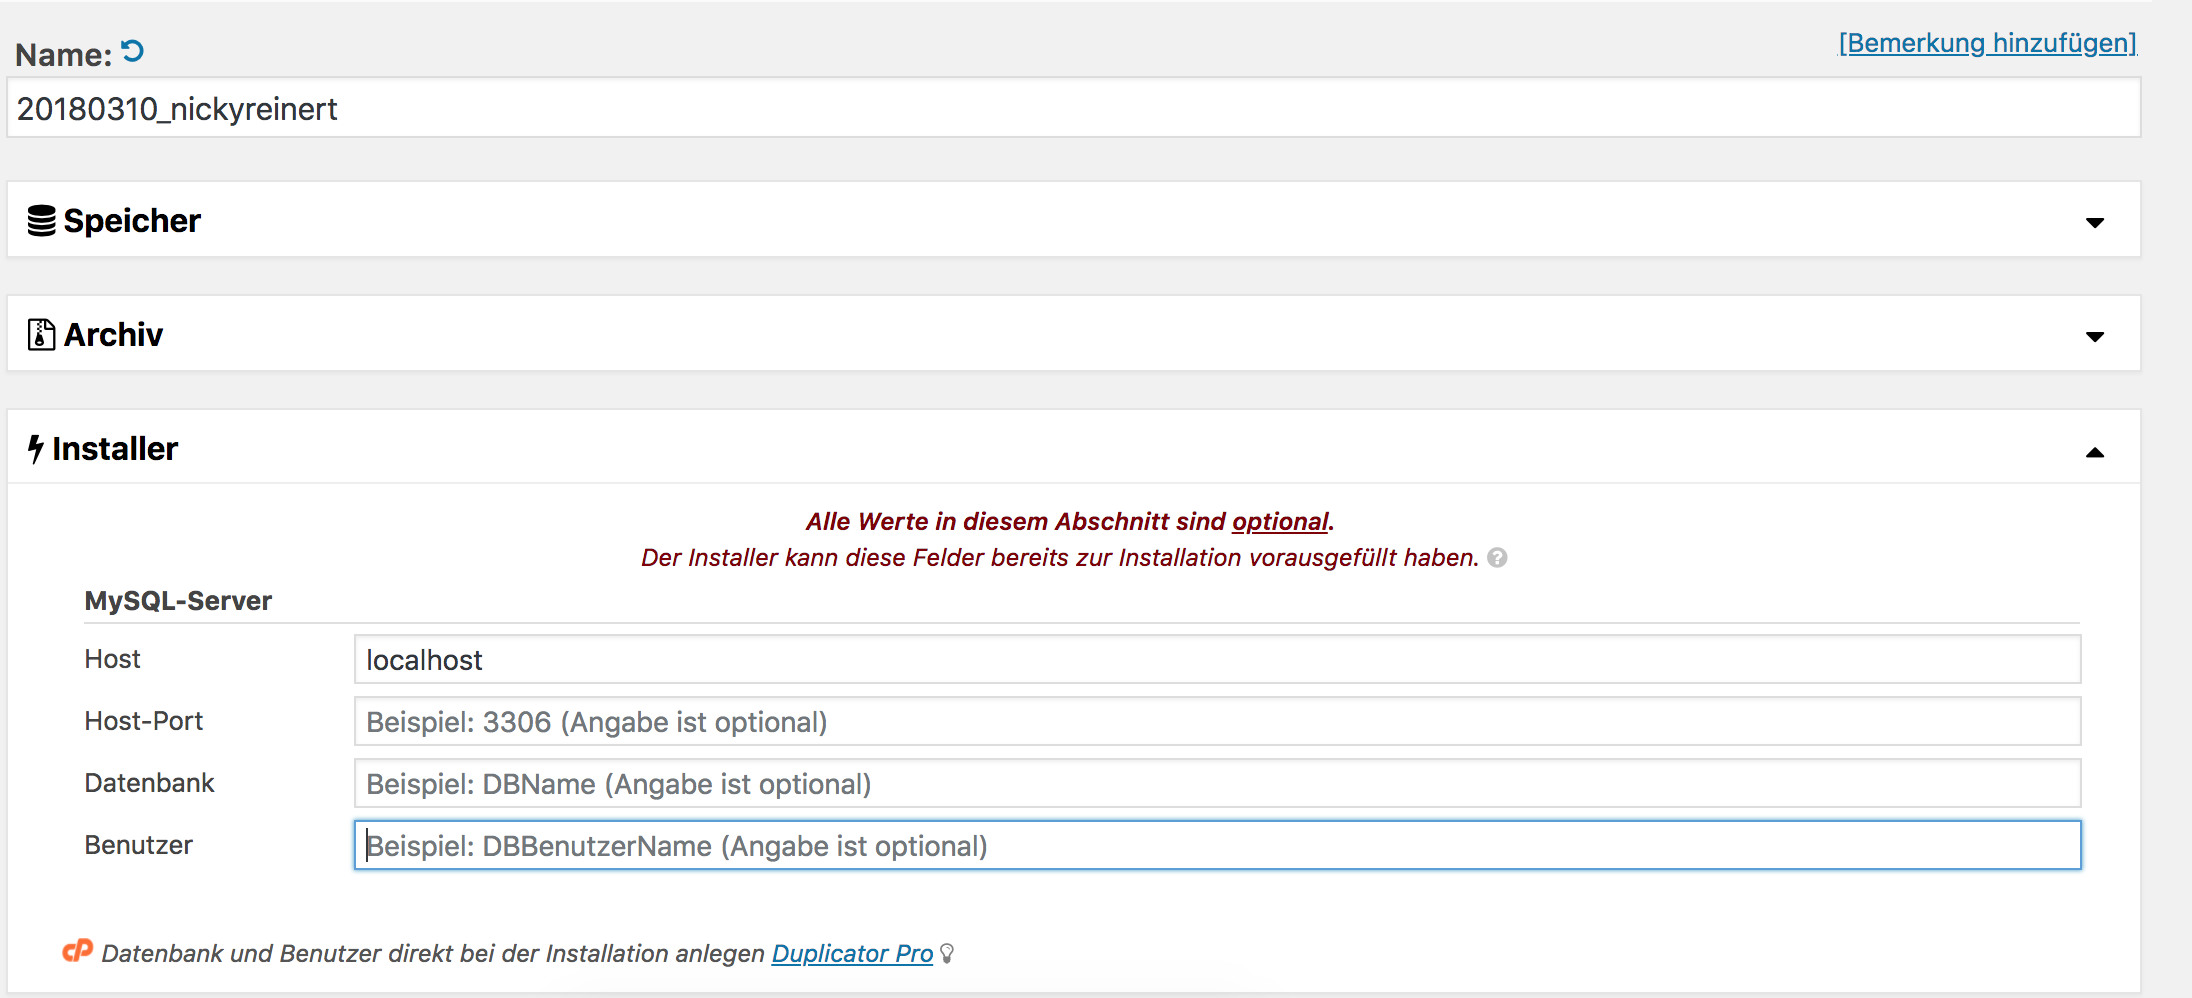 Name:
[Bemerkung hinzufügen]
20180310_nickyreinert
Speicher
Archiv
Installer
Alle Werte in diesem Abschnitt sind optional.
Der Installer kann diese Felder bereits zur Installation vorausgefüllt haben. ?
MySQL-Server
Host
localhost
Host-Port
Beispiel: 3306 (Angabe ist optional)
Datenbank
Beispiel: DBName (Angabe ist optional)
Benutzer
Beispiel: DBBenutzerName (Angabe ist optional)
cP Datenbank und Benutzer direkt bei der Installation anlegen Duplicator Pro